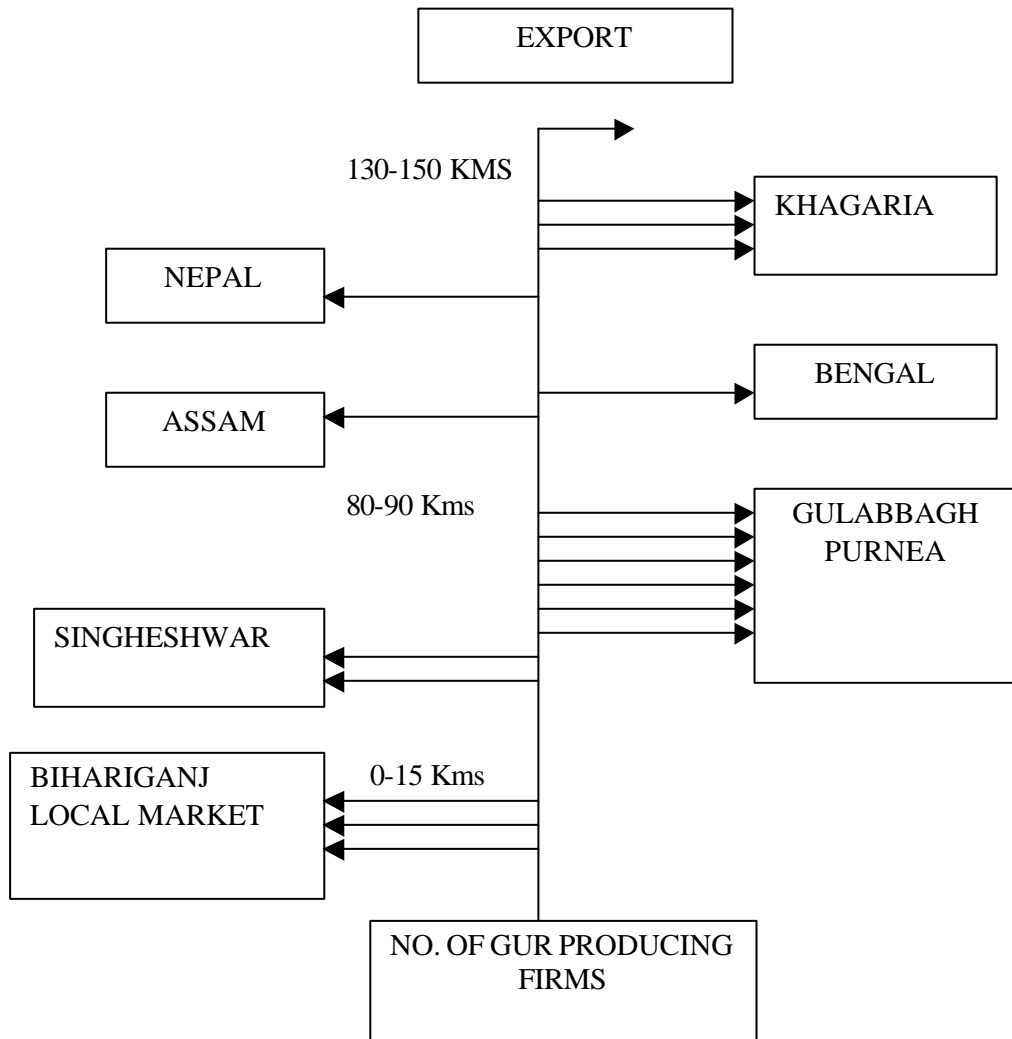 EXPORT
130-150 KMS
KHAGARIA
NEPAL
BENGAL
ASSAM
80-90 Kms
GULABBAGH
PURNEA
SINGHESHWAR
BIHARIGANJ
LOCAL MARKET
0-15 Kms
NO. OF GUR PRODUCING
FIRMS